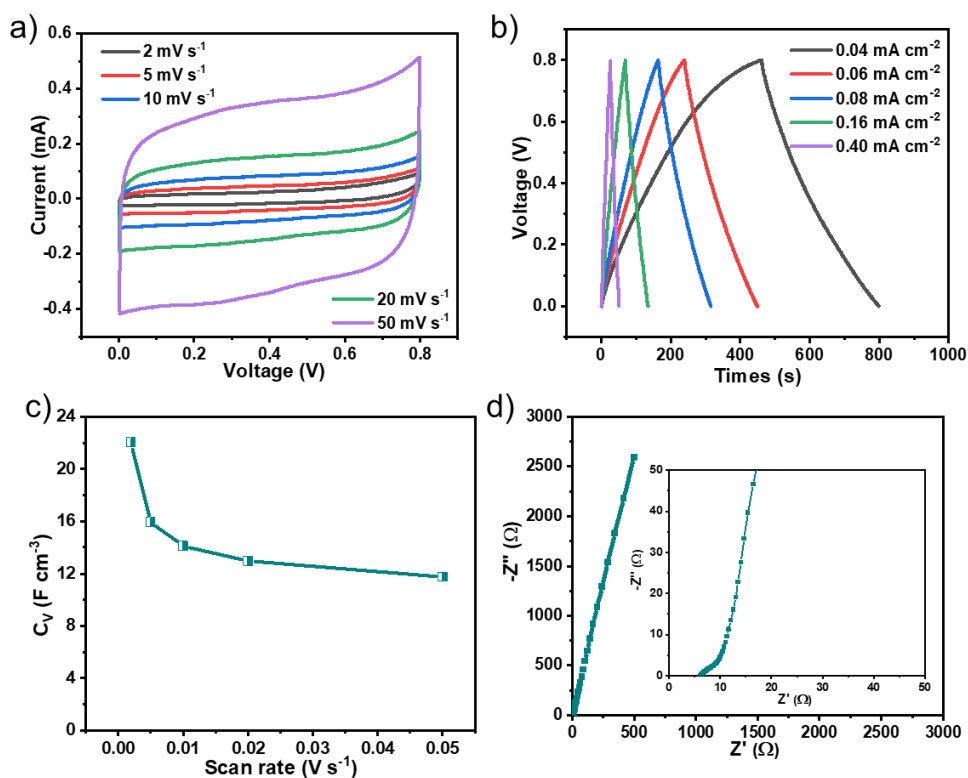 a)
0.6
0.4
0.2
0.0
-0.2
-0.4
Current (mA)
2 mV s⁻¹
5 mV s⁻¹
10 mV s⁻¹
20 mV s⁻¹
50 mV s⁻¹
0.0 0.2 0.4 0.6 0.8
Voltage (V)
b)
0.8
0.4
0.0
Voltage (V)
0.04 mA cm⁻²
0.06 mA cm⁻²
0.08 mA cm⁻²
0.16 mA cm⁻²
0.40 mA cm⁻²
0 200 400 600 800 1000
Times (s)
c)
24
20
16
12
8
4
0
C_V (F cm⁻³)
0.00 0.01 0.02 0.03 0.04 0.05
Scan rate (V s⁻¹)
d)
3000
2500
2000
1500
1000
500
0
-Z'' (Ω)
50
40
30
20
10
0
-Z'' (Ω)
0 10 20 30 40 50
Z' (Ω)
0 500 1000 1500 2000 2500 3000
Z' (Ω)